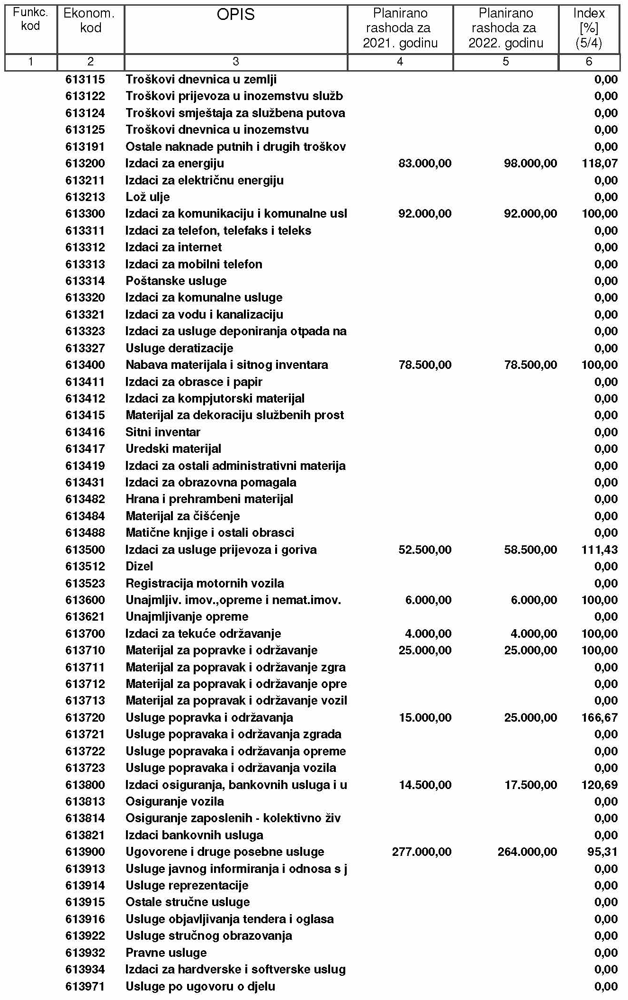 Funkc. kod Ekonom. kod OPIS Planirano rashoda za 2021. godinu Planirano rashoda za 2022. godinu Index [%] (5/4)
1 2 3 4 5 6
613115 Troškovi dnevnica u zemlji 0,00
613122 Troškovi prijevoza u inozemstvu služb 0,00
613124 Troškovi smještaja za službena putova 0,00
613125 Troškovi dnevnica u inozemstvu 0,00
613191 Ostale naknade putnih i drugih troškov 0,00
613200 Izdaci za energiju 83.000,00 98.000,00 118,07
613211 Izdaci za električnu energiju 0,00
613213 Lož ulje 0,00
613300 Izdaci za komunikaciju i komunalne usl 92.000,00 92.000,00 100,00
613311 Izdaci za telefon, telefaks i teleks 0,00
613312 Izdaci za internet 0,00
613313 Izdaci za mobilni telefon 0,00
613314 Poštanske usluge 0,00
613320 Izdaci za komunalne usluge 0,00
613321 Izdaci za vodu i kanalizaciju 0,00
613323 Izdaci za usluge deponiranja otpada na 0,00
613327 Usluge deratizacije 0,00
613400 Nabava materijala i sitnog inventara 78.500,00 78.500,00 100,00
613411 Izdaci za obrasce i papir 0,00
613412 Izdaci za kompjutorski materijal 0,00
613415 Materijal za dekoraciju službenih prost 0,00
613416 Sitni inventar 0,00
613417 Uredski materijal 0,00
613419 Izdaci za ostali administrativni materija 0,00
613431 Izdaci za obrazovna pomagala 0,00
613482 Hrana i prehrambeni materijal 0,00
613484 Materijal za čišćenje 0,00
613488 Matične knjige i ostali obrasci 0,00
613500 Izdaci za usluge prijevoza i goriva 52.500,00 58.500,00 111,43
613512 Dizel 0,00
613523 Registracija motornih vozila 0,00
613600 Unajmljiv. imov.,opreme i nemat.imov. 6.000,00 6.000,00 100,00
613621 Unajmljivanje opreme 0,00
613700 Izdaci za tekuće održavanje 4.000,00 4.000,00 100,00
613710 Materijal za popravke i održavanje 25.000,00 25.000,00 100,00
613711 Materijal za popravak i održavanje zgra 0,00
613712 Materijal za popravak i održavanje opre 0,00
613713 Materijal za popravak i održavanje vozil 0,00
613720 Usluge popravka i održavanja 15.000,00 25.000,00 166,67
613721 Usluge popravaka i održavanja zgrada 0,00
613722 Usluge popravaka i održavanja opreme 0,00
613723 Usluge popravaka i održavanja vozila 0,00
613800 Izdaci osiguranja, bankovnih usluga i u 14.500,00 17.500,00 120,69
613813 Osiguranje vozila 0,00
613814 Osiguranje zaposlenih - kolektivno živ 0,00
613821 Izdaci bankovnih usluga 0,00
613900 Ugovorene i druge posebne usluge 277.000,00 264.000,00 95,31
613913 Usluge javnog informiranja i odnosa s j 0,00
613914 Usluge reprezentacije 0,00
613915 Ostale stručne usluge 0,00
613916 Usluge objavljivanja tendera i oglasa 0,00
613922 Usluge stručnog obrazovanja 0,00
613932 Pravne usluge 0,00
613934 Izdaci za hardverske i softverske uslug 0,00
613971 Usluge po ugovoru o djelu 0,00